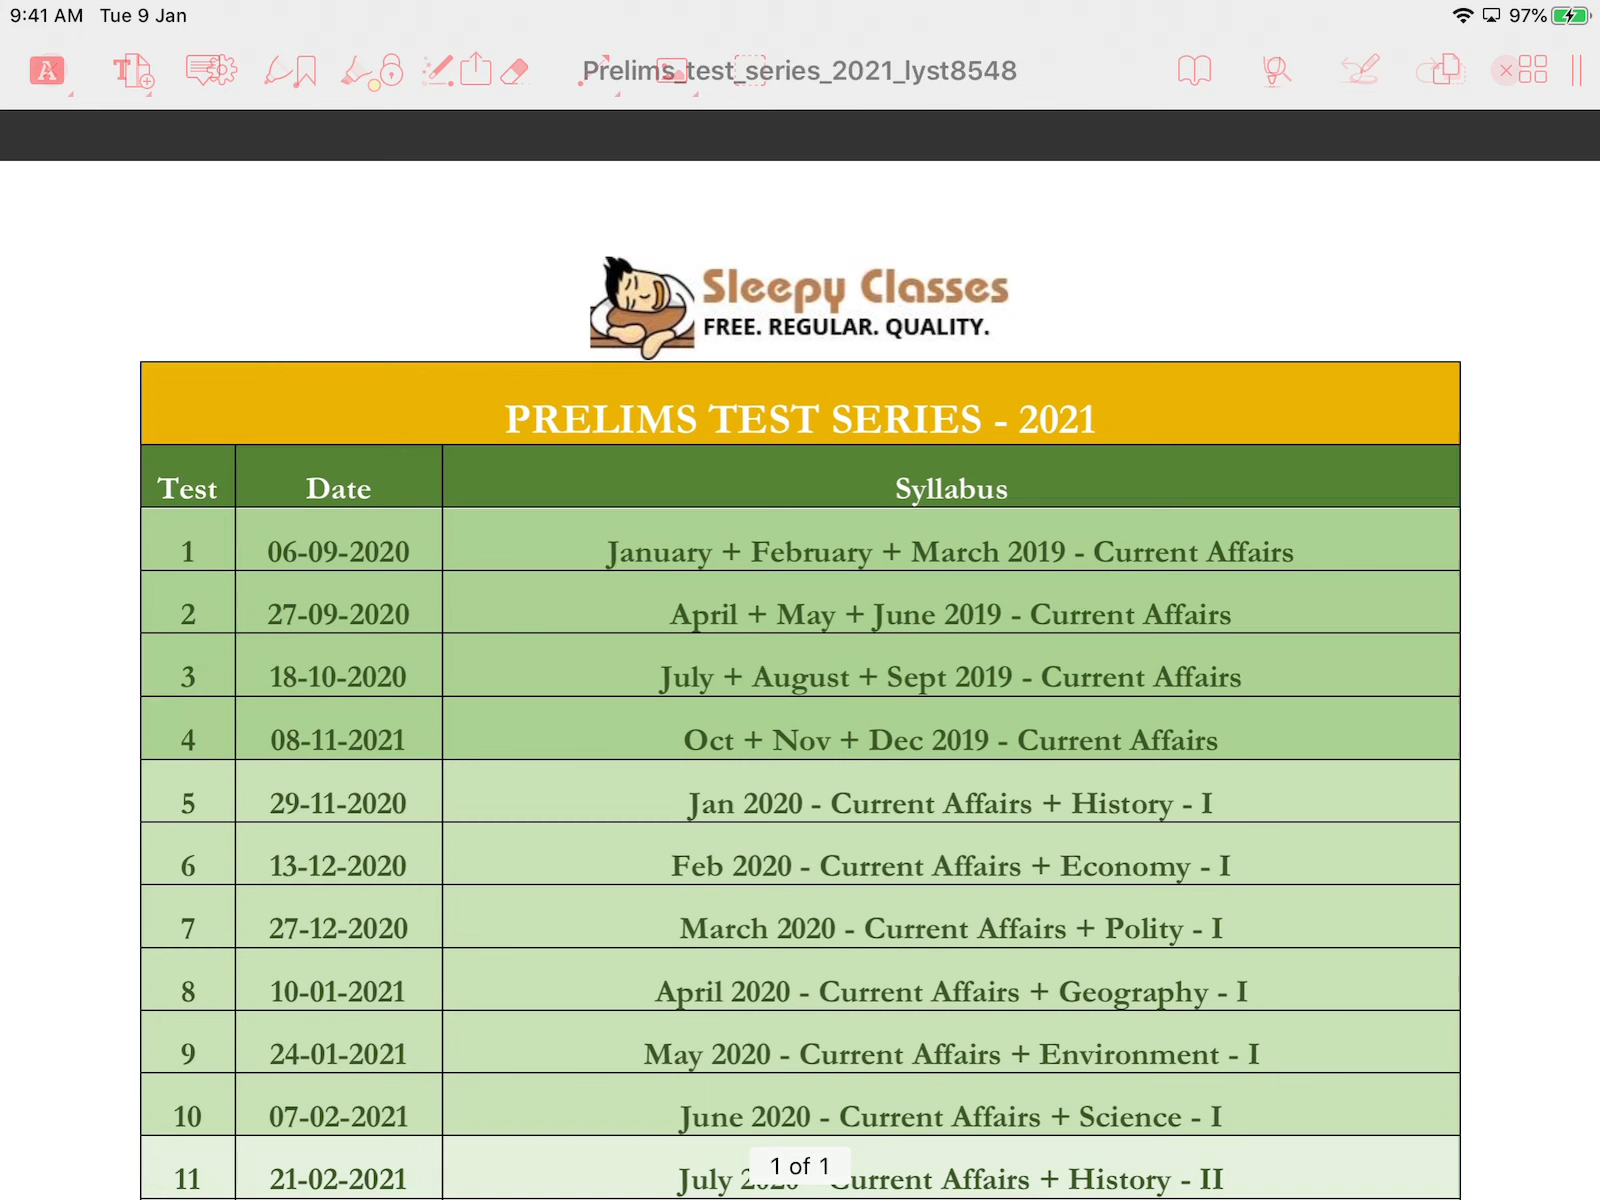 9:41 AM Tue 9 Jan 97%
Prelims_test_series_2021_lyst8548
Sleepy Classes
FREE. REGULAR. QUALITY.
PRELIMS TEST SERIES - 2021
Test Date Syllabus
1 06-09-2020 January + February + March 2019 - Current Affairs
2 27-09-2020 April + May + June 2019 - Current Affairs
3 18-10-2020 July + August + Sept 2019 - Current Affairs
4 08-11-2021 Oct + Nov + Dec 2019 - Current Affairs
5 29-11-2020 Jan 2020 - Current Affairs + History - I
6 13-12-2020 Feb 2020 - Current Affairs + Economy - I
7 27-12-2020 March 2020 - Current Affairs + Polity - I
8 10-01-2021 April 2020 - Current Affairs + Geography - I
9 24-01-2021 May 2020 - Current Affairs + Environment - I
10 07-02-2021 June 2020 - Current Affairs + Science - I
1 of 1
11 21-02-2021 July 2020 - Current Affairs + History - II